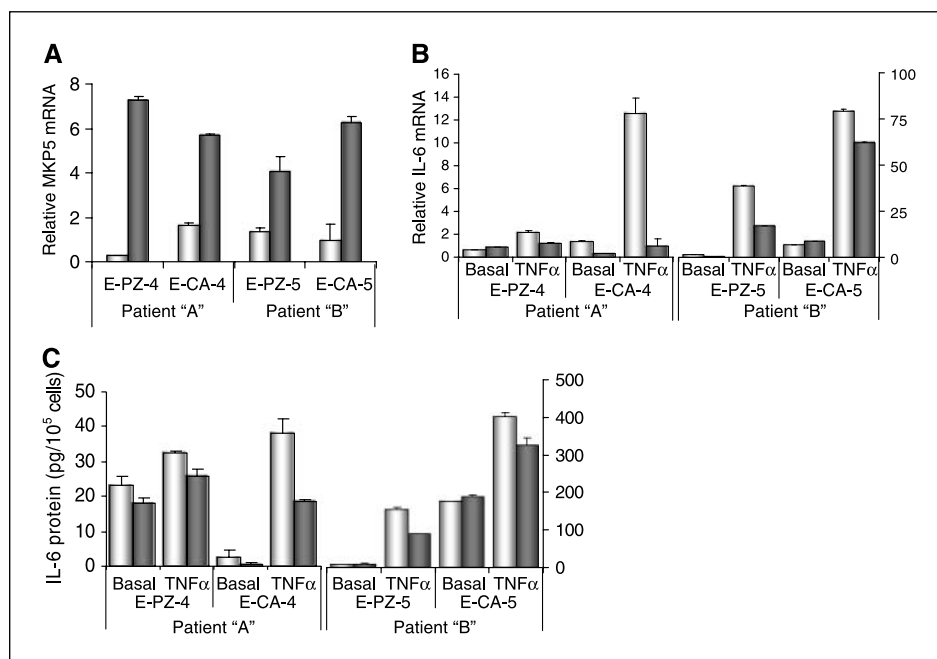 A
Relative MKP5 mRNA
8
6
4
2
0
E-PZ-4 E-CA-4 E-PZ-5 E-CA-5
Patient "A" Patient "B"
B
Relative IL-6 mRNA
16
14
12
10
8
6
4
2
0
100
75
50
25
0
Basal TNFα Basal TNFα Basal TNFα Basal TNFα
E-PZ-4 E-CA-4 E-PZ-5 E-CA-5
Patient "A" Patient "B"
C
IL-6 protein (pg/10⁵ cells)
50
40
30
20
10
0
500
400
300
200
100
0
Basal TNFα Basal TNFα Basal TNFα Basal TNFα
E-PZ-4 E-CA-4 E-PZ-5 E-CA-5
Patient "A" Patient "B"